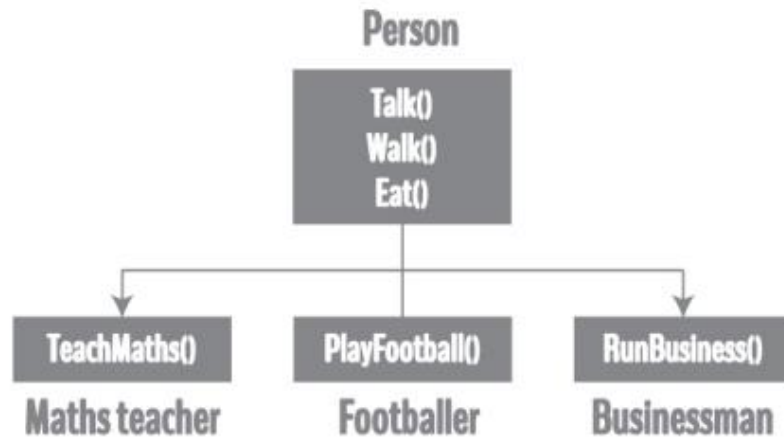 Person
Talk()
Walk()
Eat()
TeachMaths()
PlayFootball()
RunBusiness()
Maths teacher
Footballer
Businessman